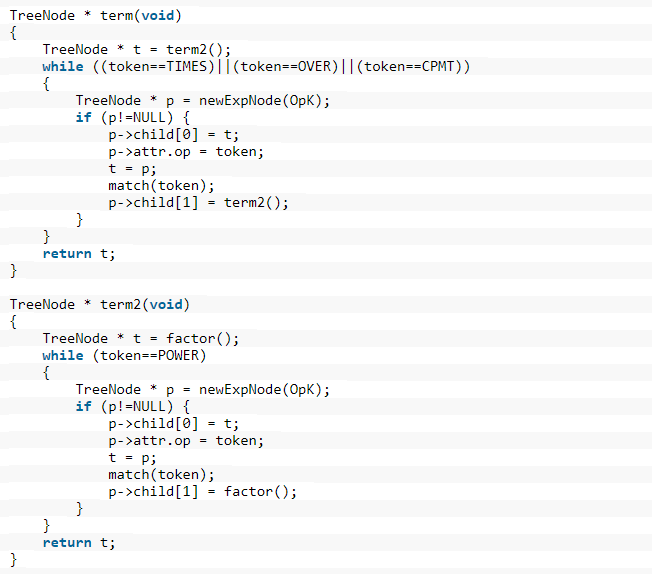 TreeNode * term(void)
{
    TreeNode * t = term2();
    while ((token==TIMES)||(token==OVER)||(token==CPMT))
    {
        TreeNode * p = newExpNode(OpK);
        if (p!=NULL) {
            p->child[0] = t;
            p->attr.op = token;
            t = p;
            match(token);
            p->child[1] = term2();
        }
    }
    return t;
}

TreeNode * term2(void)
{
    TreeNode * t = factor();
    while (token==POWER)
    {
        TreeNode * p = newExpNode(OpK);
        if (p!=NULL) {
            p->child[0] = t;
            p->attr.op = token;
            t = p;
            match(token);
            p->child[1] = factor();
        }
    }
    return t;
}